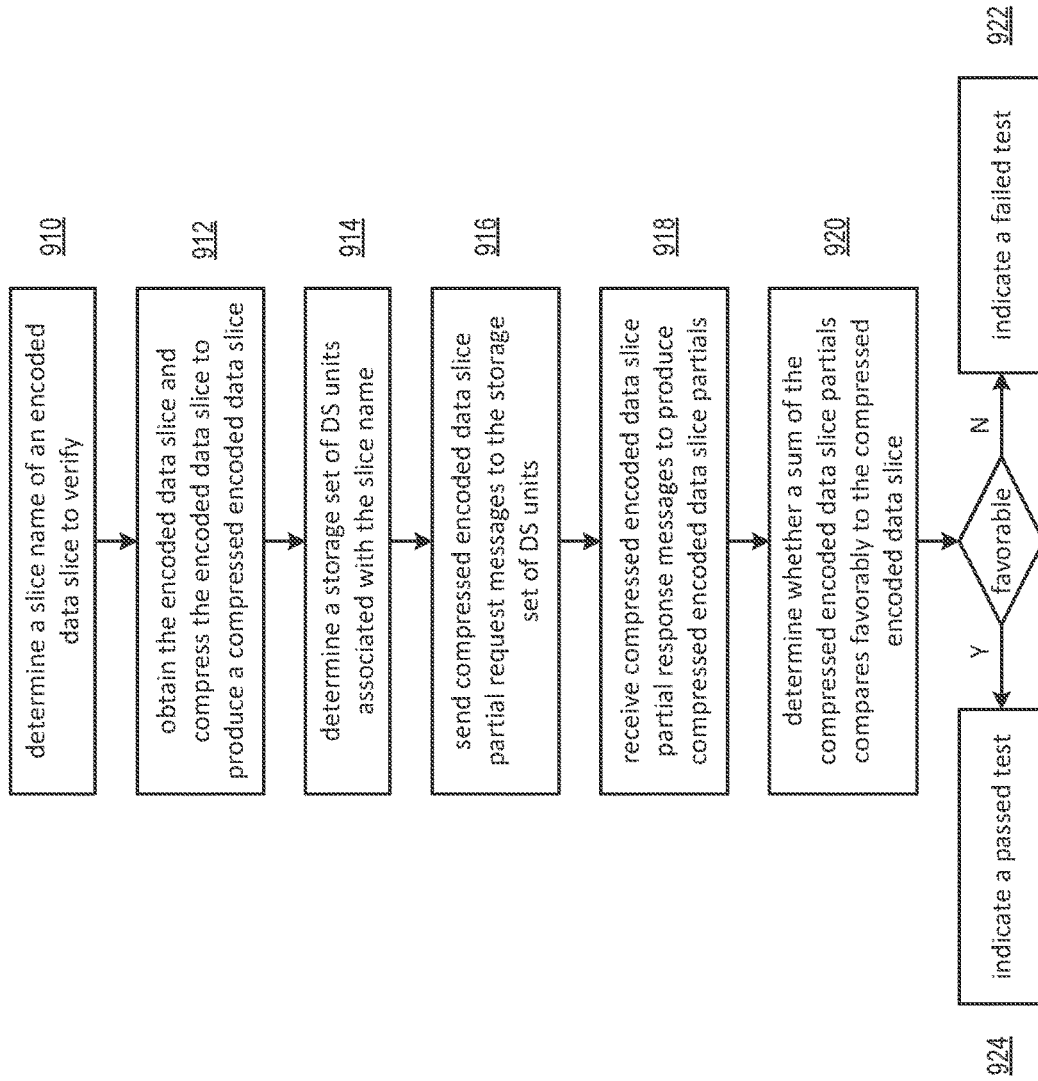 910
determine a slice name of an encoded
data slice to verify
912
obtain the encoded data slice and
compress the encoded data slice to
produce a compressed encoded data slice
914
determine a storage set of DS units
associated with the slice name
916
send compressed encoded data slice
partial request messages to the storage
set of DS units
918
receive compressed encoded data slice
partial response messages to produce
compressed encoded data slice partials
920
determine whether a sum of the
compressed encoded data slice partials
compares favorably to the compressed
encoded data slice
favorable
Y
N
924
indicate a passed test
922
indicate a failed test